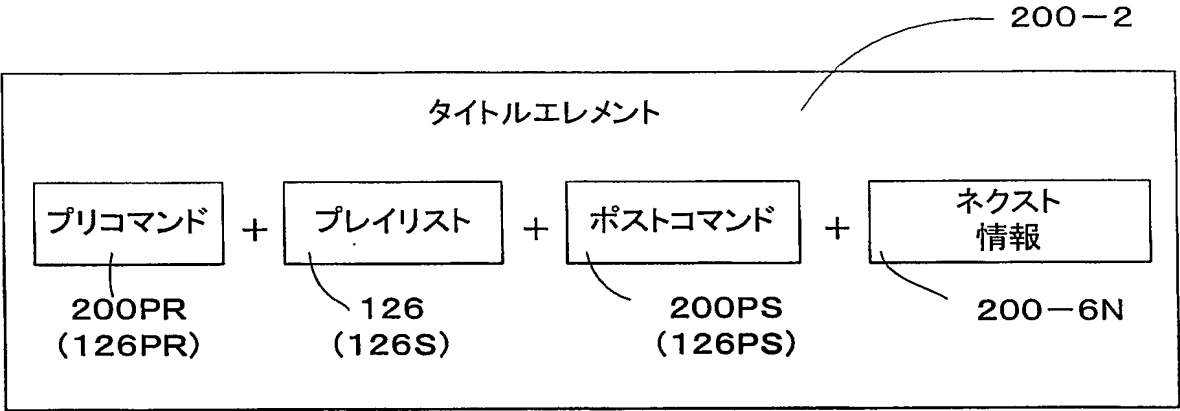 200-2
タイトルエレメント
プリコマンド + プレイリスト + ポストコマンド + ネクスト
情報
200PR 126 200PS 200-6N
(126PR) (126S) (126PS)